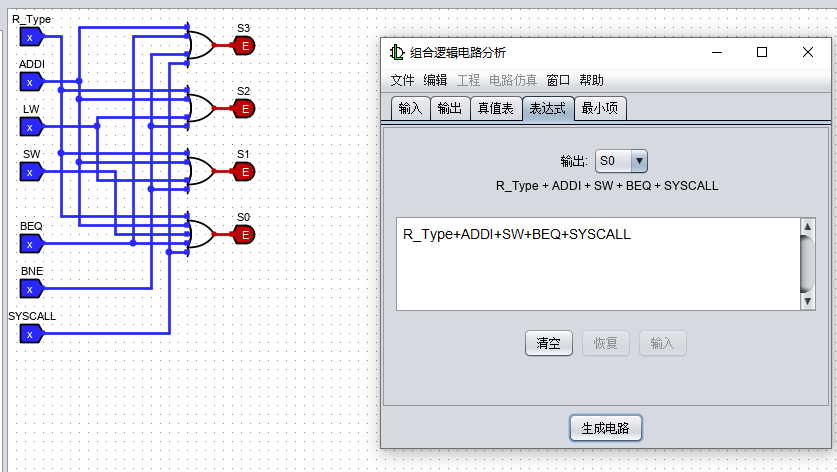 R_Type
x
ADDI
x
LW
x
SW
x
BEQ
x
BNE
x
SYSCALL
x
S3
E
S2
E
S1
E
S0
E
组合逻辑电路分析
文件 编辑 工程 电路仿真 窗口 帮助
输入 输出 真值表 表达式 最小项
输出: S0
R_Type + ADDI + SW + BEQ + SYSCALL
R_Type+ADDI+SW+BEQ+SYSCALL
清空 恢复 输入
生成电路